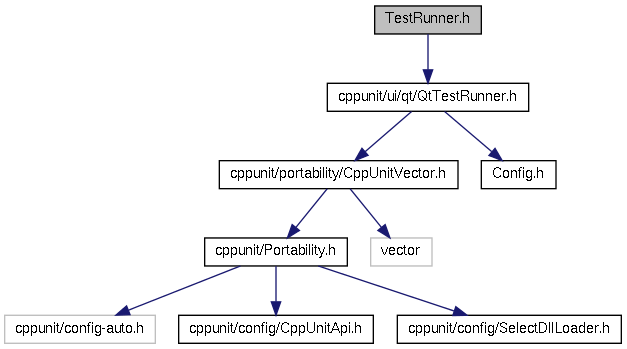 TestRunner.h
cppunit/ui/qt/QtTestRunner.h
cppunit/portability/CppUnitVector.h
Config.h
cppunit/Portability.h
vector
cppunit/config-auto.h
cppunit/config/CppUnitApi.h
cppunit/config/SelectDllLoader.h